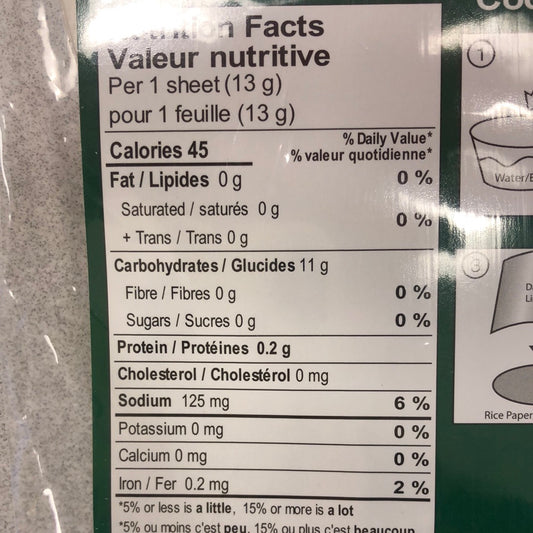 Nutrition Facts
Valeur nutritive
Per 1 sheet (13 g)
pour 1 feuille (13 g)
% Daily Value*
Calories 45 % valeur quotidienne*
Fat / Lipides 0 g 0 %
Saturated / saturés 0 g
0 %
+ Trans / Trans 0 g
Carbohydrates / Glucides 11 g
Fibre / Fibres 0 g 0 %
Sugars / Sucres 0 g 0 %
Protein / Protéines 0.2 g
Cholesterol / Cholestérol 0 mg
Sodium 125 mg 6 %
Potassium 0 mg 0 %
Calcium 0 mg 0 %
Iron / Fer 0.2 mg 2 %
*5% or less is a little, 15% or more is a lot
*5% ou moins c'est peu, 15% ou plus c'est beaucoup
1
Water/
3
Rice Paper